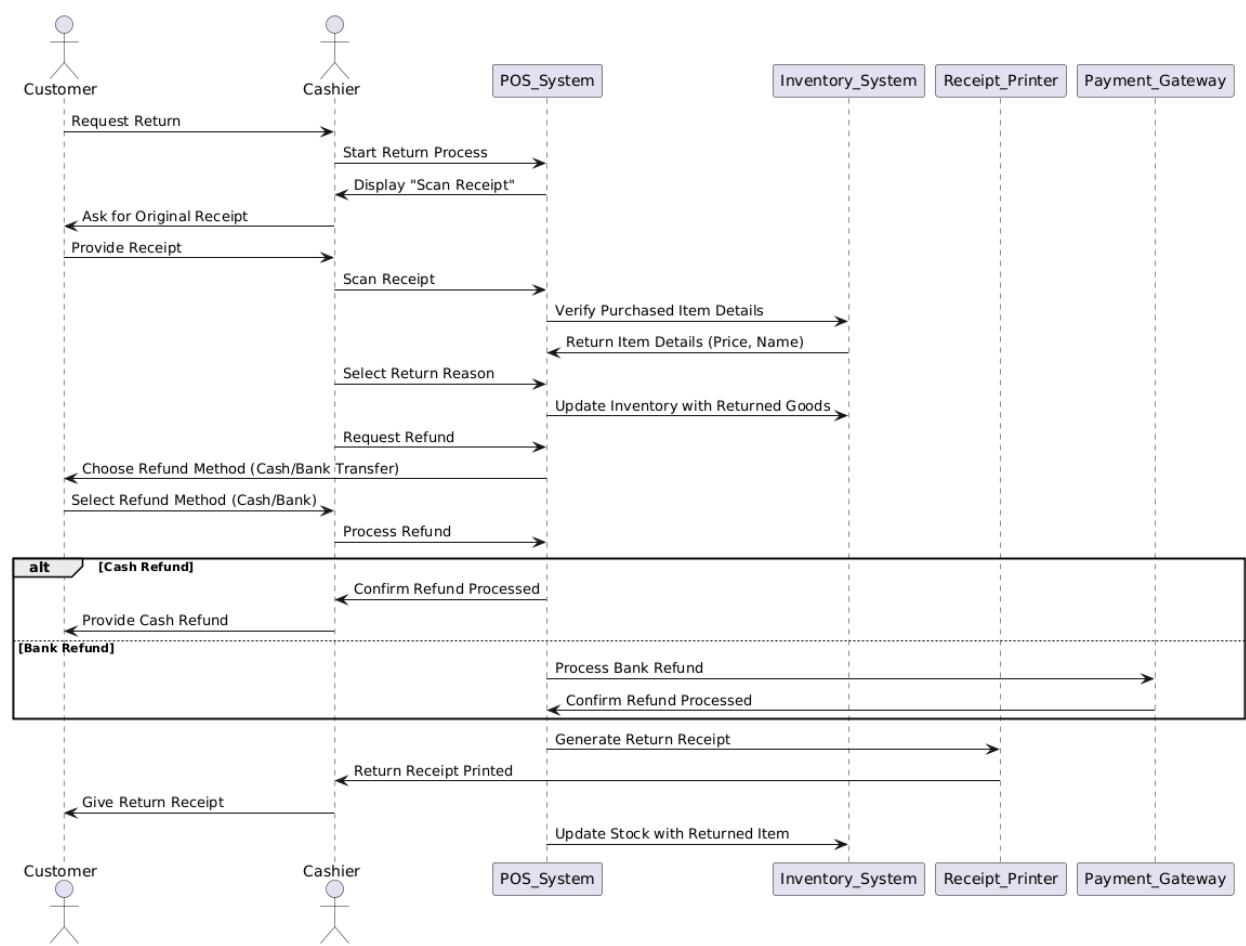 Customer
Cashier
POS_System
Inventory_System
Receipt_Printer
Payment_Gateway
Request Return
Start Return Process
Display "Scan Receipt"
Ask for Original Receipt
Provide Receipt
Scan Receipt
Verify Purchased Item Details
Return Item Details (Price, Name)
Select Return Reason
Update Inventory with Returned Goods
Request Refund
Choose Refund Method (Cash/Bank Transfer)
Select Refund Method (Cash/Bank)
Process Refund
alt [Cash Refund]
Confirm Refund Processed
Provide Cash Refund
[Bank Refund]
Process Bank Refund
Confirm Refund Processed
Generate Return Receipt
Return Receipt Printed
Give Return Receipt
Update Stock with Returned Item
Customer
Cashier
POS_System
Inventory_System
Receipt_Printer
Payment_Gateway